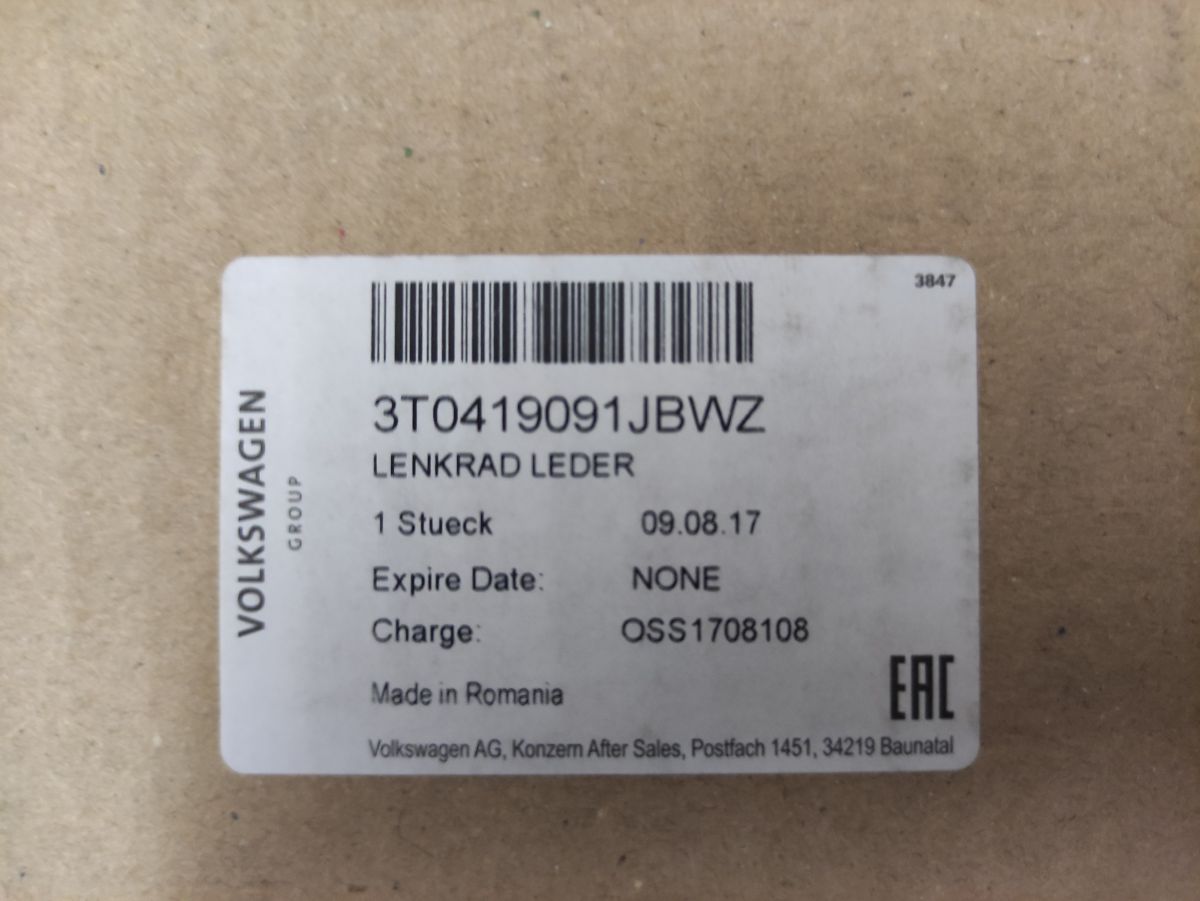 3847
3T0419091JBWZ
LENKRAD LEDER
1 Stueck 09.08.17
Expire Date: NONE
Charge: OSS1708108
Made in Romania
EAC
Volkswagen AG, Konzern After Sales, Postfach 1451, 34219 Baunatal
VOLKSWAGEN
GROUP